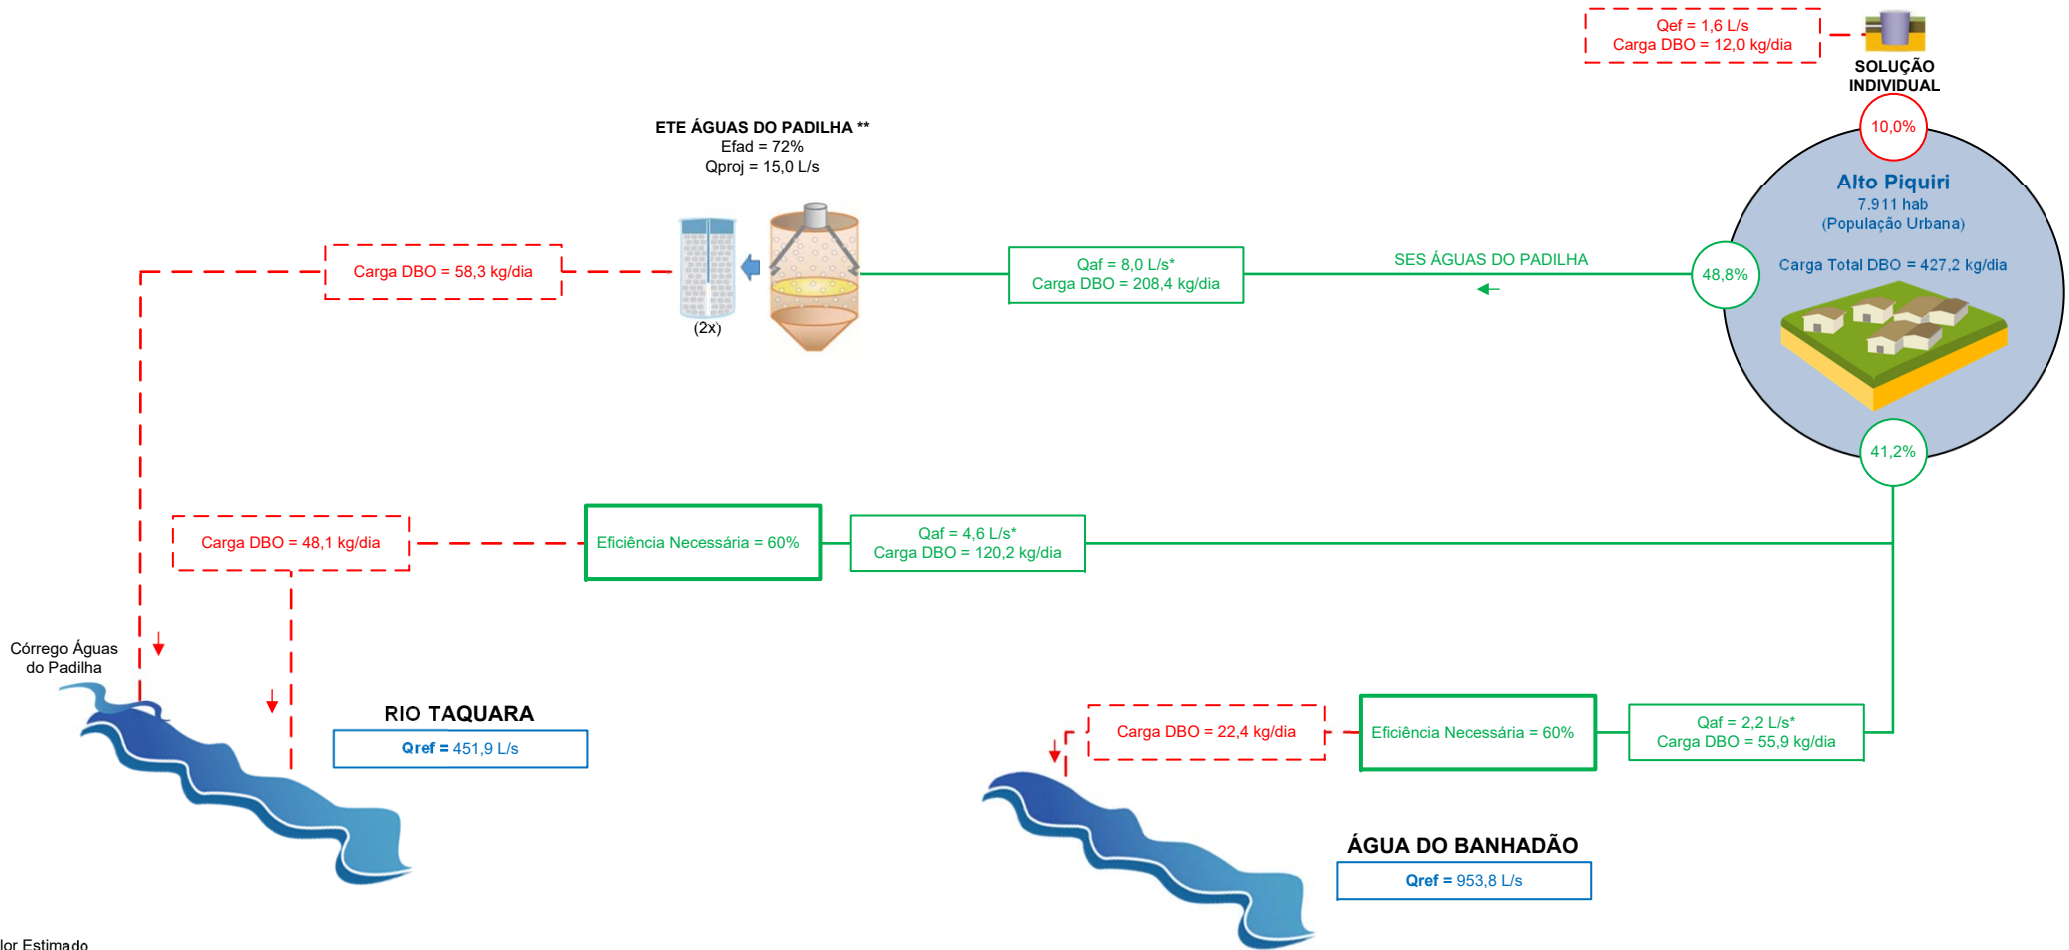 Qef = 1,6 L/s
Carga DBO = 12,0 kg/dia
SOLUÇÃO
INDIVIDUAL
10,0%
ETE ÁGUAS DO PADILHA **
Efad = 72%
Qproj = 15,0 L/s
Alto Piquiri
7.911 hab
(População Urbana)
Carga Total DBO = 427,2 kg/dia
48,8%
SES ÁGUAS DO PADILHA
Qaf = 8,0 L/s*
Carga DBO = 208,4 kg/dia
Carga DBO = 58,3 kg/dia
(2x)
41,2%
Carga DBO = 48,1 kg/dia
Eficiência Necessária = 60%
Qaf = 4,6 L/s*
Carga DBO = 120,2 kg/dia
Córrego Águas
do Padilha
RIO TAQUARA
Qref = 451,9 L/s
Carga DBO = 22,4 kg/dia
Eficiência Necessária = 60%
Qaf = 2,2 L/s*
Carga DBO = 55,9 kg/dia
ÁGUA DO BANHADÃO
Qref = 953,8 L/s
lor Estimado